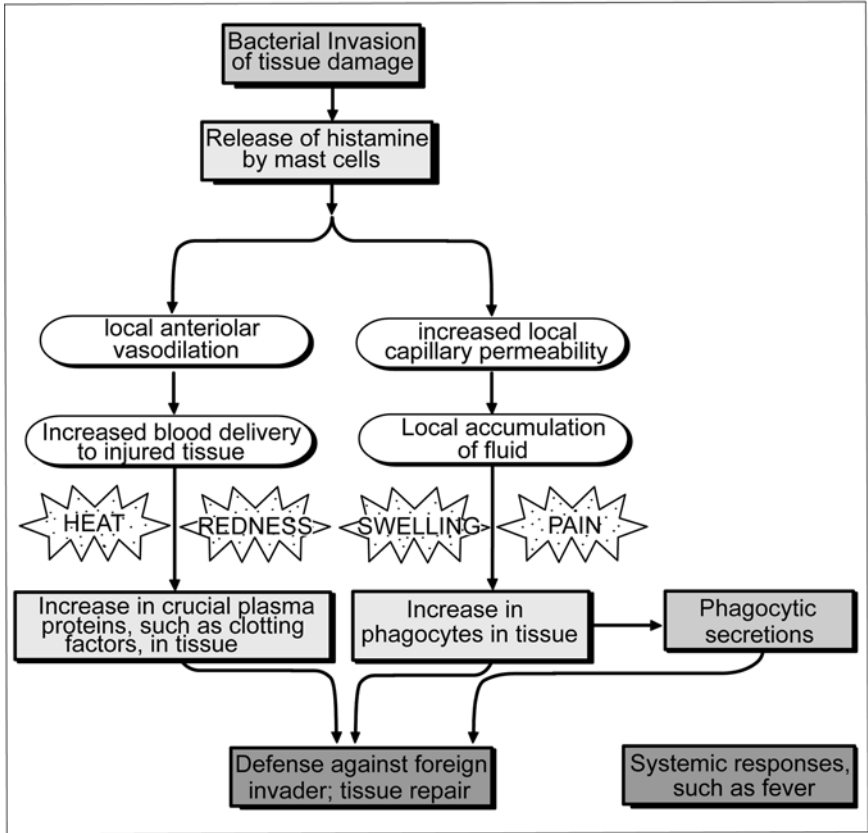 Bacterial Invasion
of tissue damage
Release of histamine
by mast cells
local anteriolar
vasodilation
increased local
capillary permeability
Increased blood delivery
to injured tissue
Local accumulation
of fluid
HEAT
REDNESS
SWELLING
PAIN
Increase in crucial plasma
proteins, such as clotting
factors, in tissue
Increase in
phagocytes in tissue
Phagocytic
secretions
Defense against foreign
invader; tissue repair
Systemic responses,
such as fever